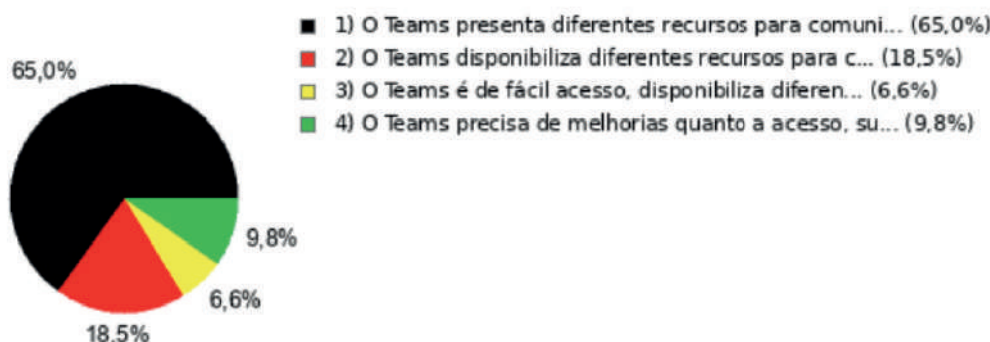 1) O Teams presenta diferentes recursos para comuni... (65,0%)
2) O Teams disponibiliza diferentes recursos para c... (18,5%)
3) O Teams é de fácil acesso, disponibiliza diferen... (6,6%)
4) O Teams precisa de melhorias quanto a acesso, su... (9,8%)
65,0%
9,8%
6,6%
18,5%